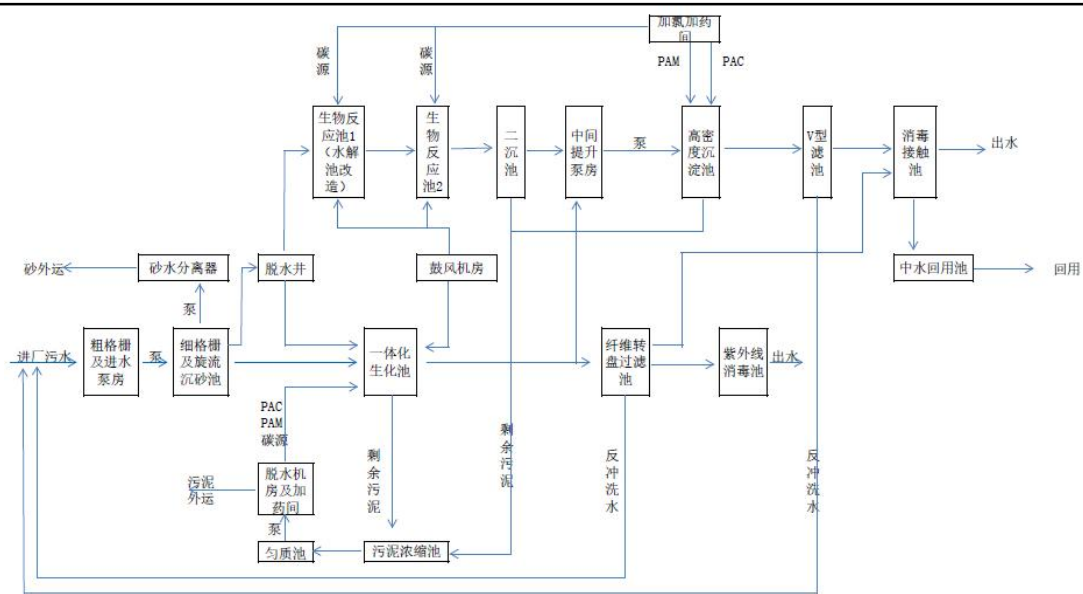 加氯加药
间
碳
源
碳
源
PAM
PAC
生物反
应池1
（水解
池改
造）
生
物
反
应
池2
二
沉
池
中间
提升
泵房
泵
高密
度沉
淀池
V型
滤
池
消毒
接触
池
出水
砂外运
砂水分离器
脱水井
鼓风机房
中水回用池
回用
泵
进厂污水
粗格栅
及进水
泵房
泵
细格栅
及旋流
沉砂池
一体化
生化池
纤维转
盘过滤
池
紫外线
消毒池
出水
PAC
PAM
碳源
剩
余
污
泥
剩
余
污
泥
反
冲
洗
水
反
冲
洗
水
污泥
外运
脱水机
房及加
药间
泵
匀质池
污泥浓缩池